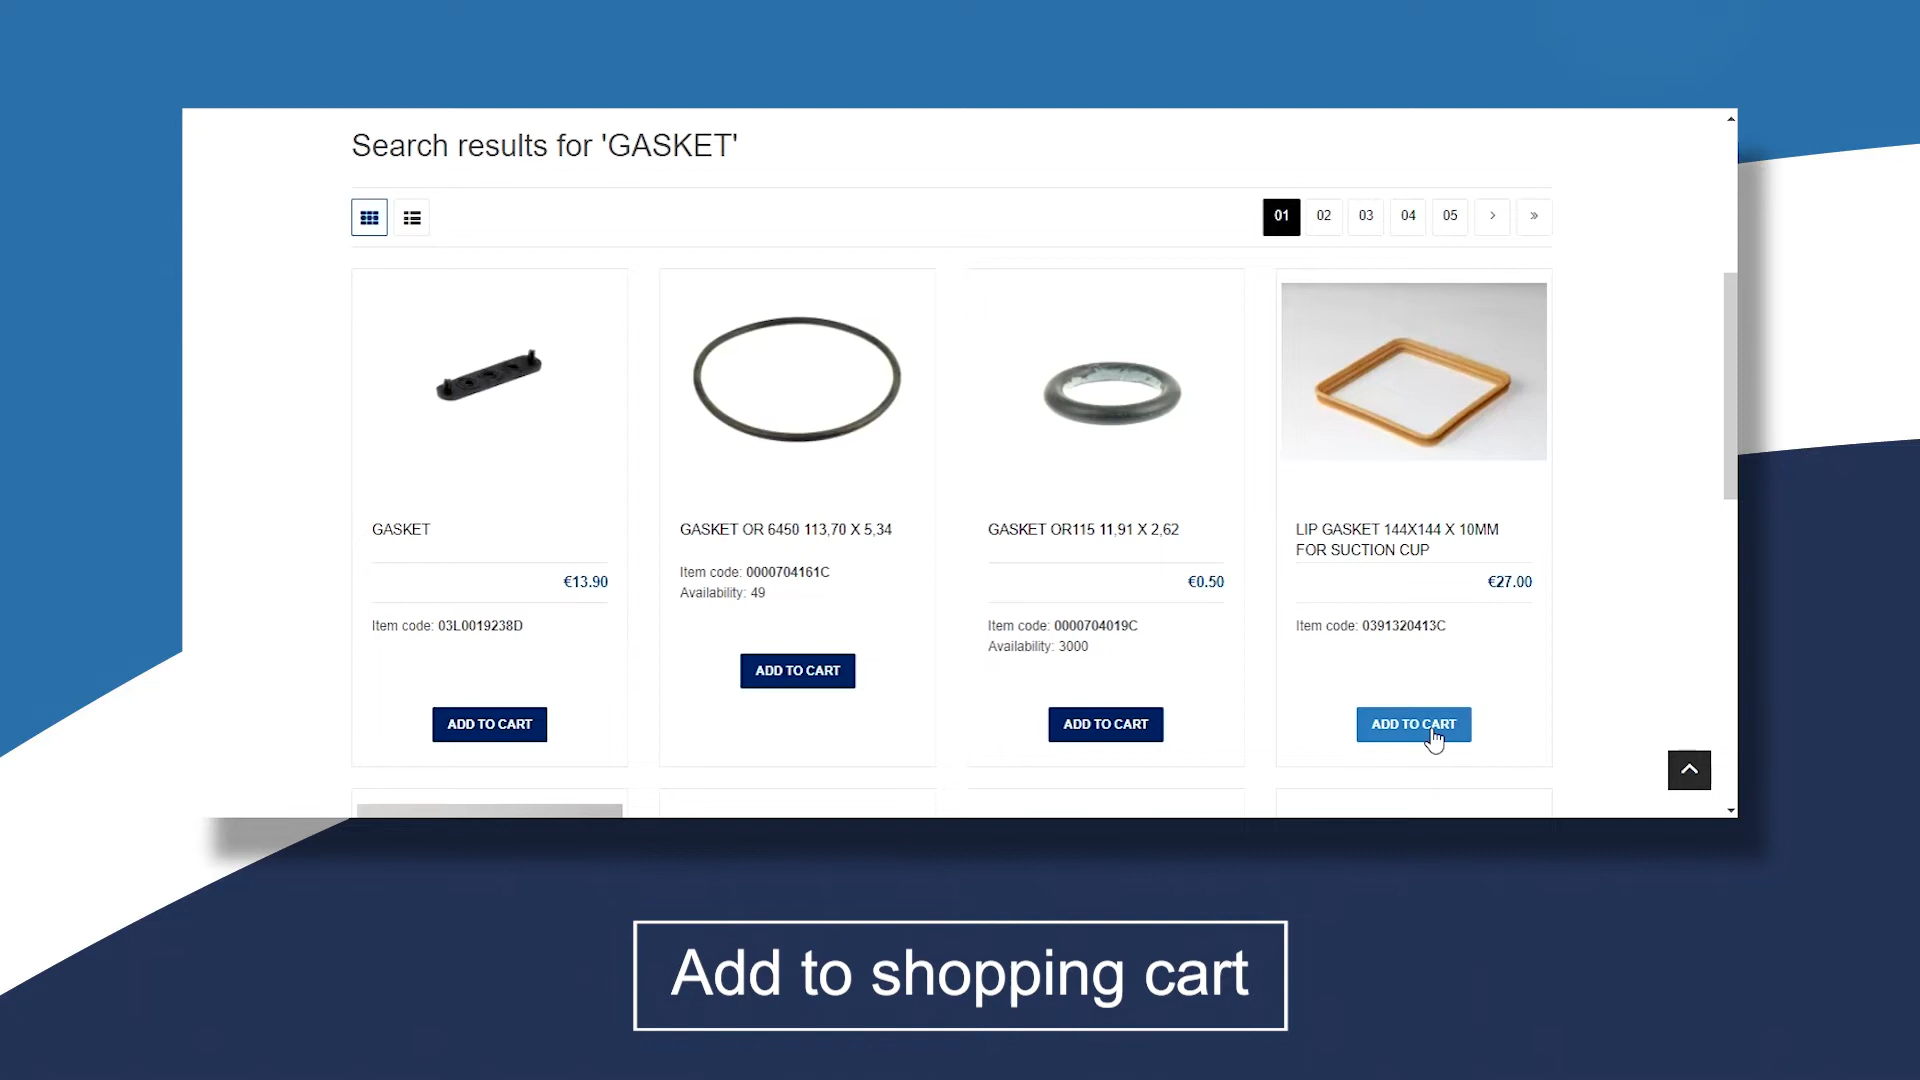 Search results for 'GASKET'
01 02 03 04 05 › »
GASKET
€13.90
Item code: 03L0019238D
ADD TO CART
GASKET OR 6450 113,70 X 5,34
Item code: 0000704161C
Availability: 49
ADD TO CART
GASKET OR115 11,91 X 2,62
€0.50
Item code: 0000704019C
Availability: 3000
ADD TO CART
LIP GASKET 144X144 X 10MM
FOR SUCTION CUP
€27.00
Item code: 0391320413C
ADD TO CART
Add to shopping cart